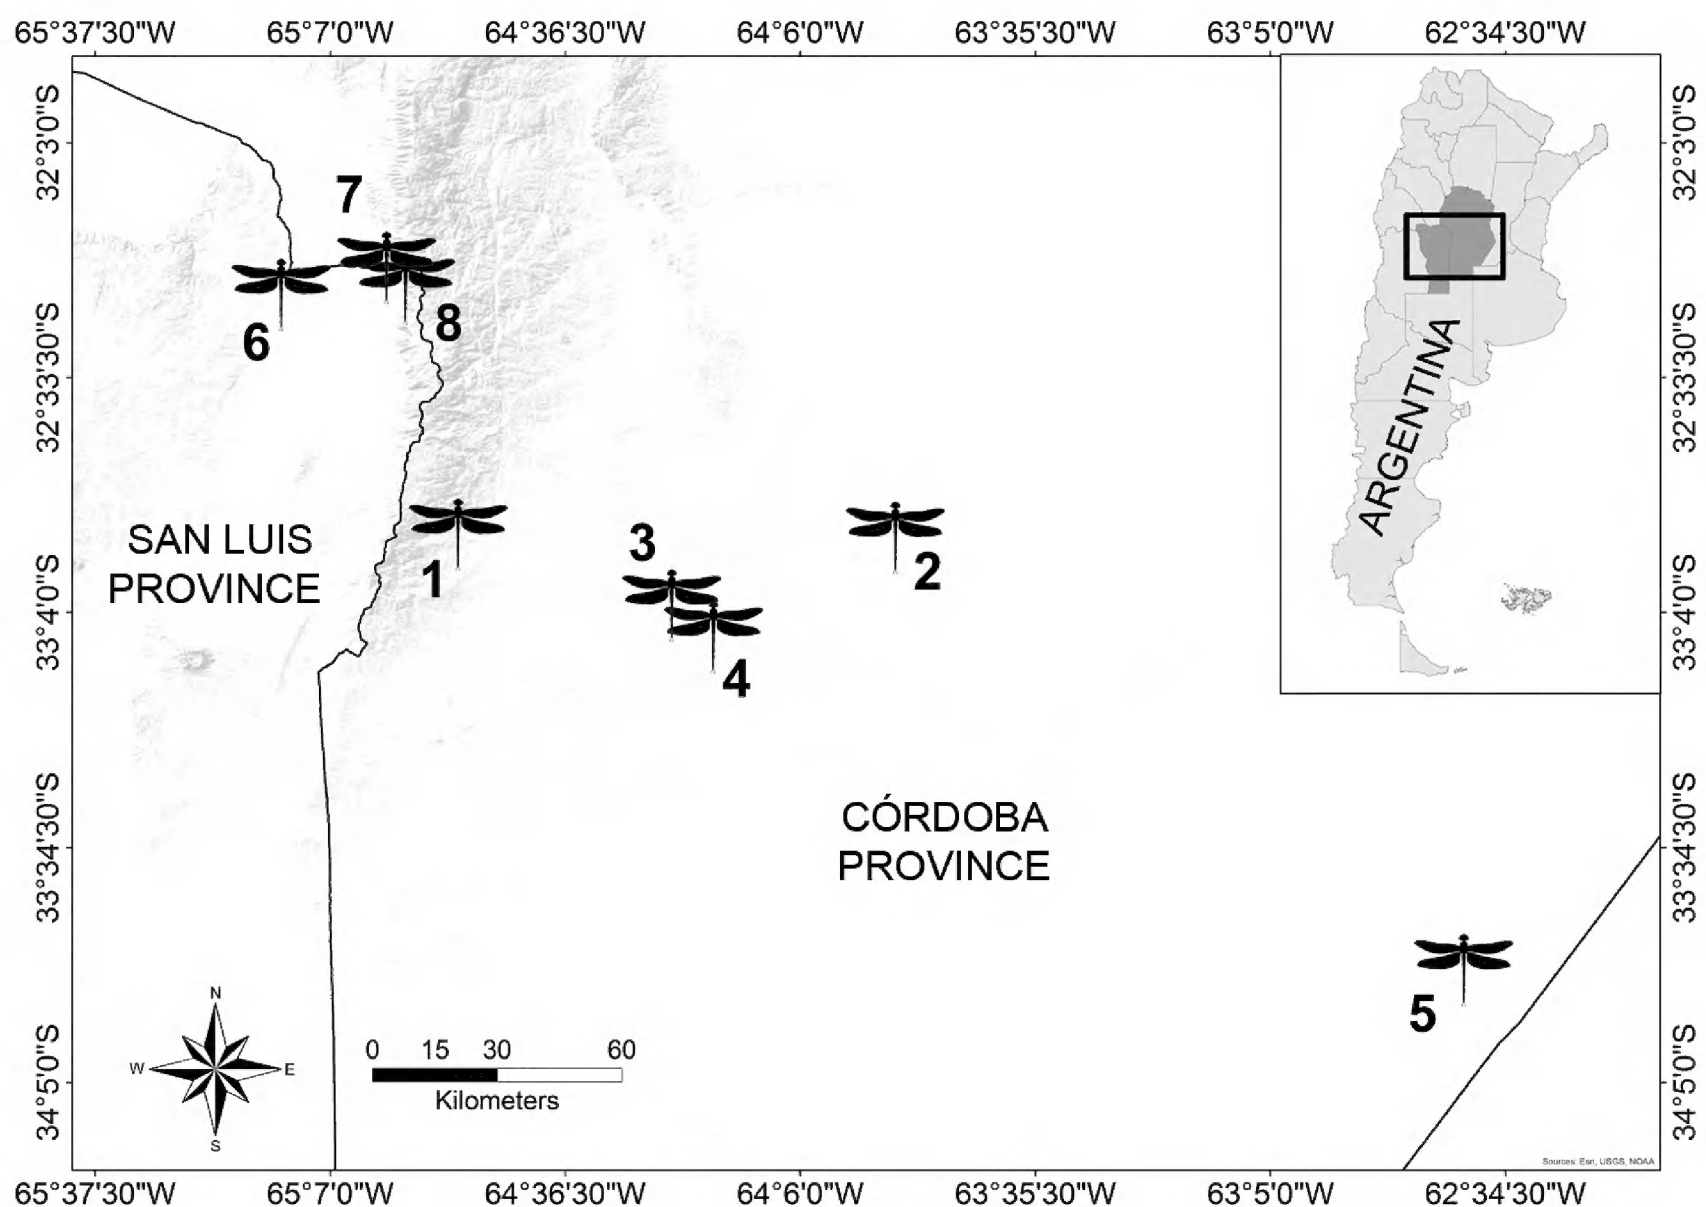 65°37'30"W 65°7'0"W 64°36'30"W 64°6'0"W 63°35'30"W 63°5'0"W 62°34'30"W
32°3'0"S
32°33'30"S
33°4'0"S
33°34'30"S
34°5'0"S
7
6
8
SAN LUIS
PROVINCE
1
3
2
4
CÓRDOBA
PROVINCE
5
ARGENTINA
N
W
E
S
0 15 30 60
Kilometers
32°3'0"S
32°33'30"S
33°4'0"S
33°34'30"S
34°5'0"S
Sources: Esri, USGS, NOAA
65°37'30"W 65°7'0"W 64°36'30"W 64°6'0"W 63°35'30"W 63°5'0"W 62°34'30"W